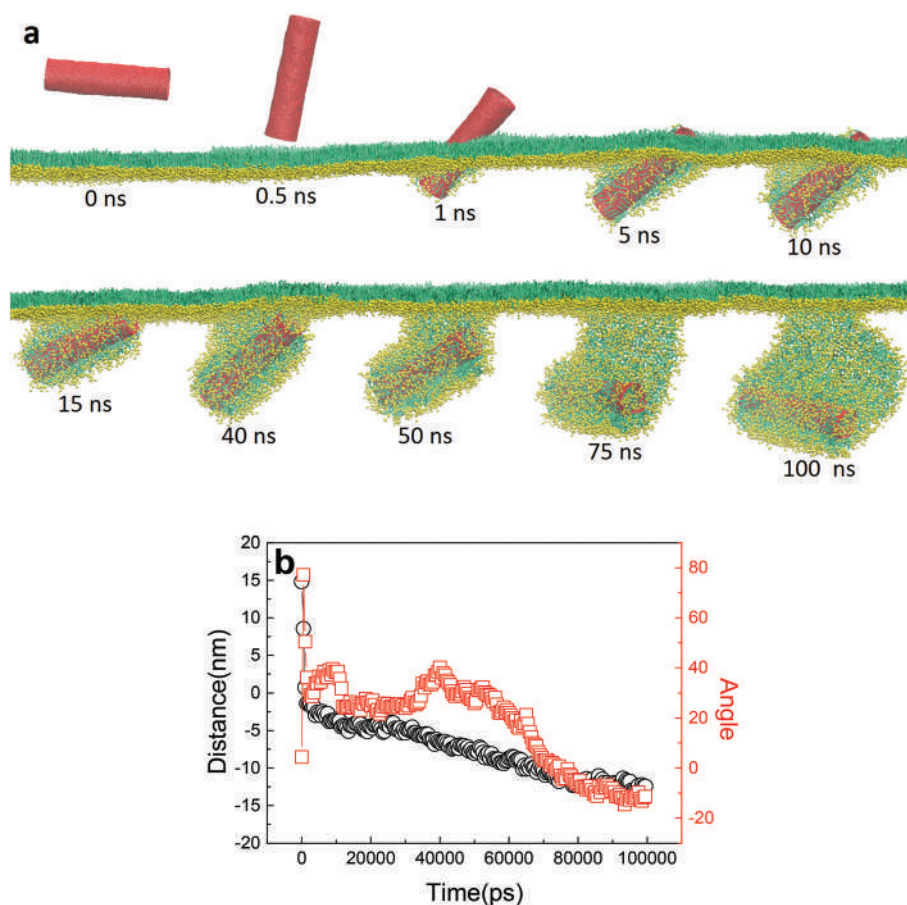 a
0 ns
0.5 ns
1 ns
5 ns
10 ns
15 ns
40 ns
50 ns
75 ns
100 ns
b
20
15
10
5
0
-5
-10
-15
-20
Distance(nm)
80
60
40
20
0
-20
Angle
0
20000
40000
60000
80000
100000
Time(ps)